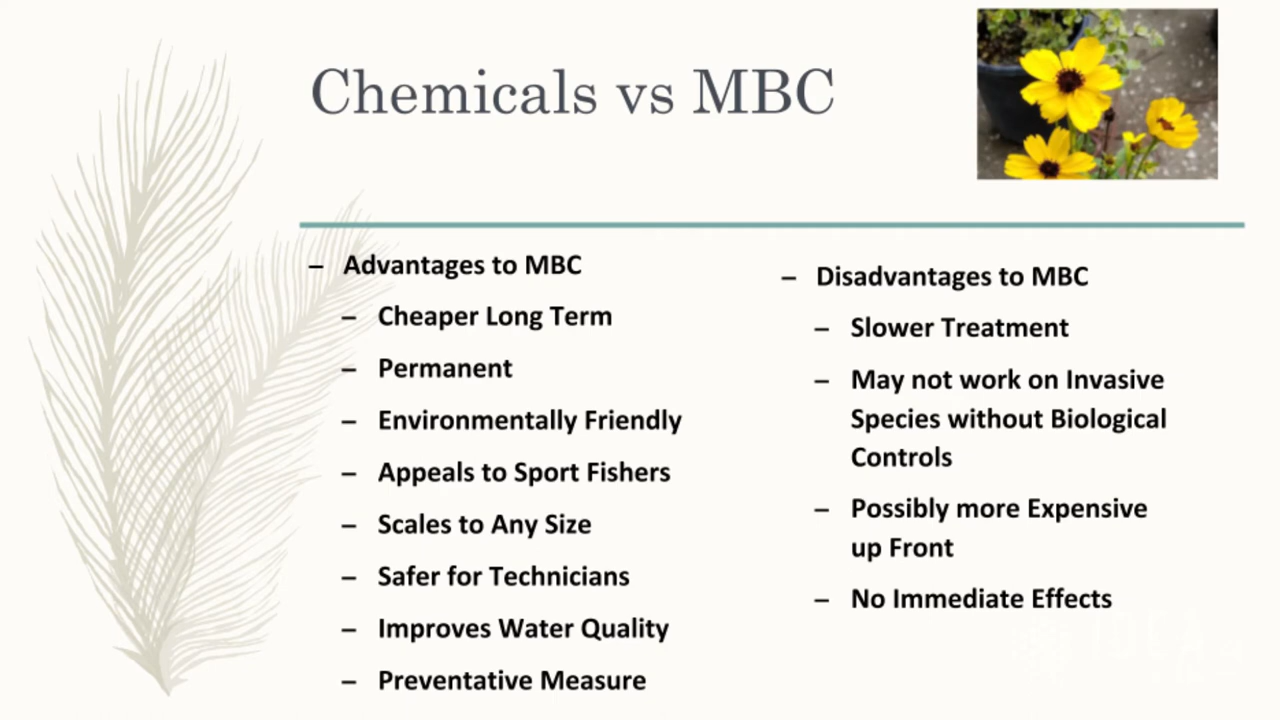 Chemicals vs MBC
– Advantages to MBC
– Cheaper Long Term
– Permanent
– Environmentally Friendly
– Appeals to Sport Fishers
– Scales to Any Size
– Safer for Technicians
– Improves Water Quality
– Preventative Measure
– Disadvantages to MBC
– Slower Treatment
– May not work on Invasive
Species without Biological
Controls
– Possibly more Expensive
up Front
– No Immediate Effects
IDEA